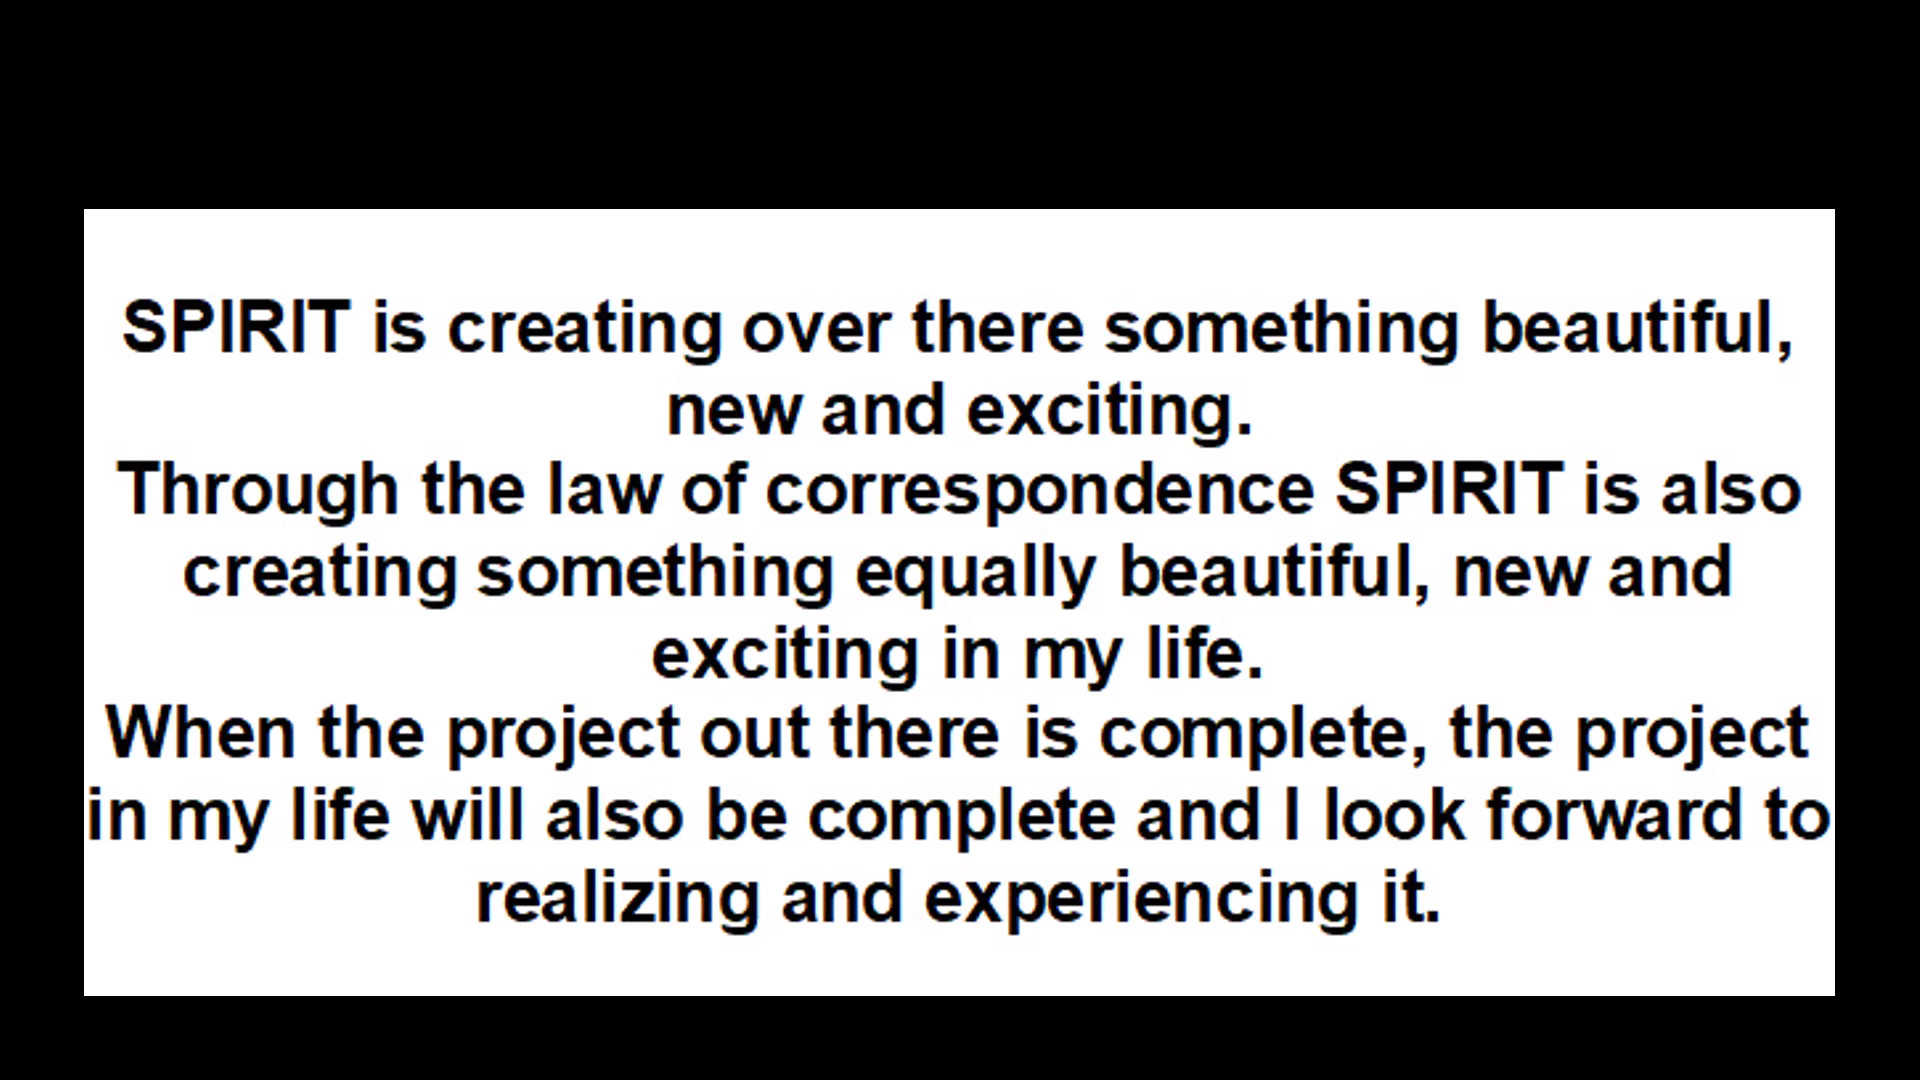 SPIRIT is creating over there something beautiful,
new and exciting.
Through the law of correspondence SPIRIT is also
creating something equally beautiful, new and
exciting in my life.
When the project out there is complete, the project
in my life will also be complete and I look forward to
realizing and experiencing it.